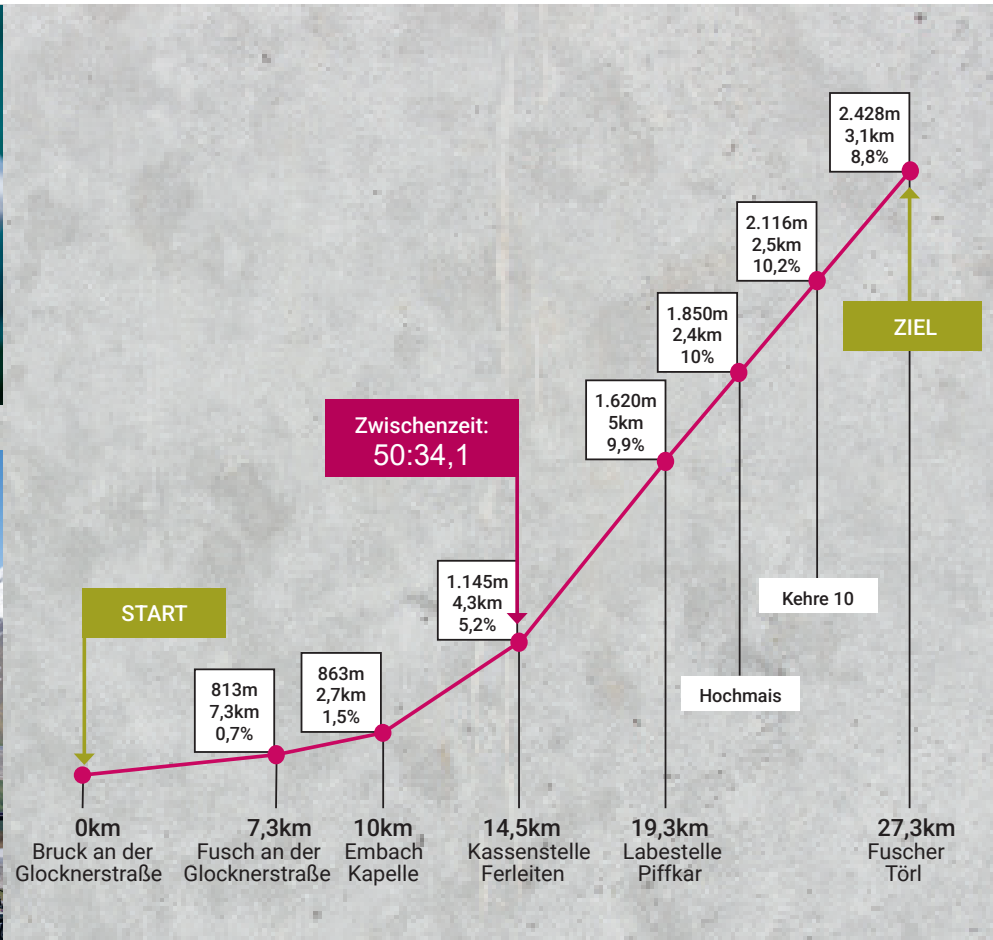 2.428m
3,1km
8,8%
2.116m
2,5km
10,2%
ZIEL
1.850m
2,4km
10%
1.620m
5km
9,9%
Zwischenzeit:
50:34,1
1.145m
4,3km
5,2%
START
Kehre 10
863m
2,7km
1,5%
813m
7,3km
0,7%
Hochmais
0km
Bruck an der
Glocknerstraße
7,3km
Fusch an der
Glocknerstraße
10km
Embach
Kapelle
14,5km
Kassenstelle
Ferleiten
19,3km
Labestelle
Piffkar
27,3km
Fuscher
Törl